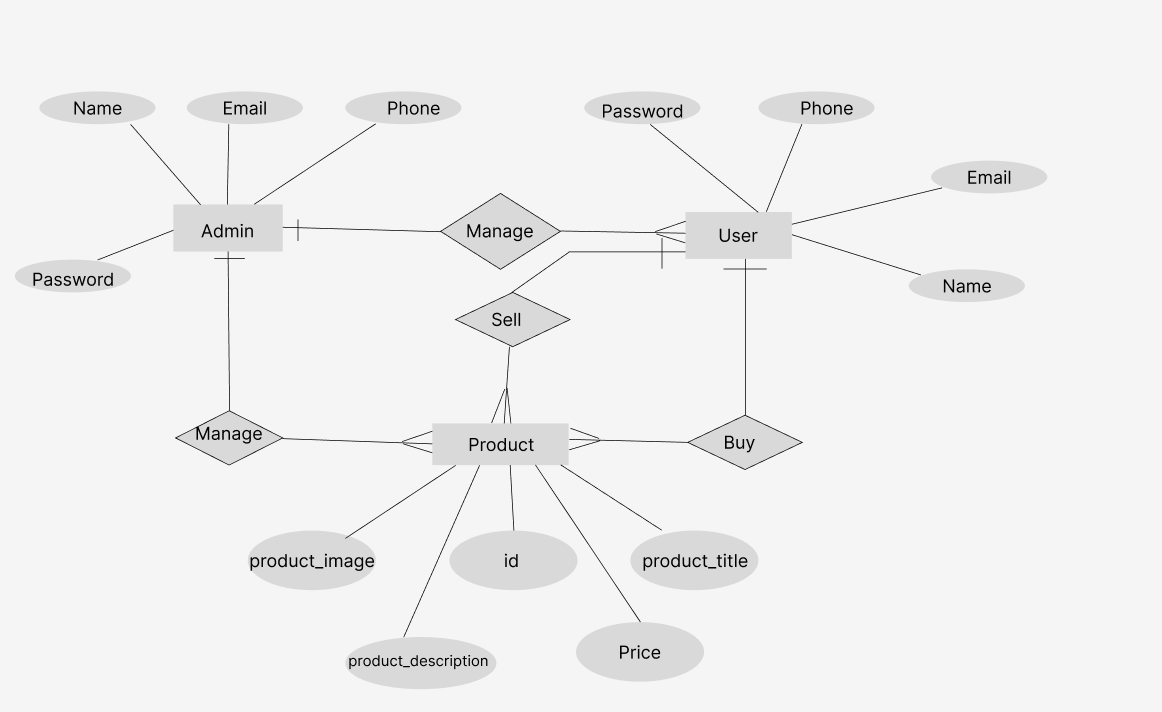 Name
Email
Phone
Password
Phone
Email
Admin
Manage
User
Password
Name
Sell
Manage
Product
Buy
product_image
id
product_title
product_description
Price